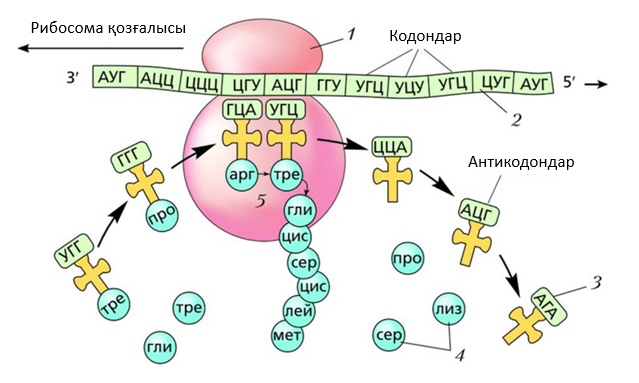 Рибосома қозғалысы
1
Кодондар
3′ АУГ АЦЦ ЦЦЦ ЦГУ АЦГ ГГУ УГЦ УЦУ УГЦ ЦУГ АУГ 5′
2
ГЦА УГЦ
ЦЦА
Антикодондар
ГГГ
арг тре
5
про
гли
АЦГ
УГГ
цис
сер
про
3
АГА
тре
тре
цис
лиз
лей
гли
мет
сер
4